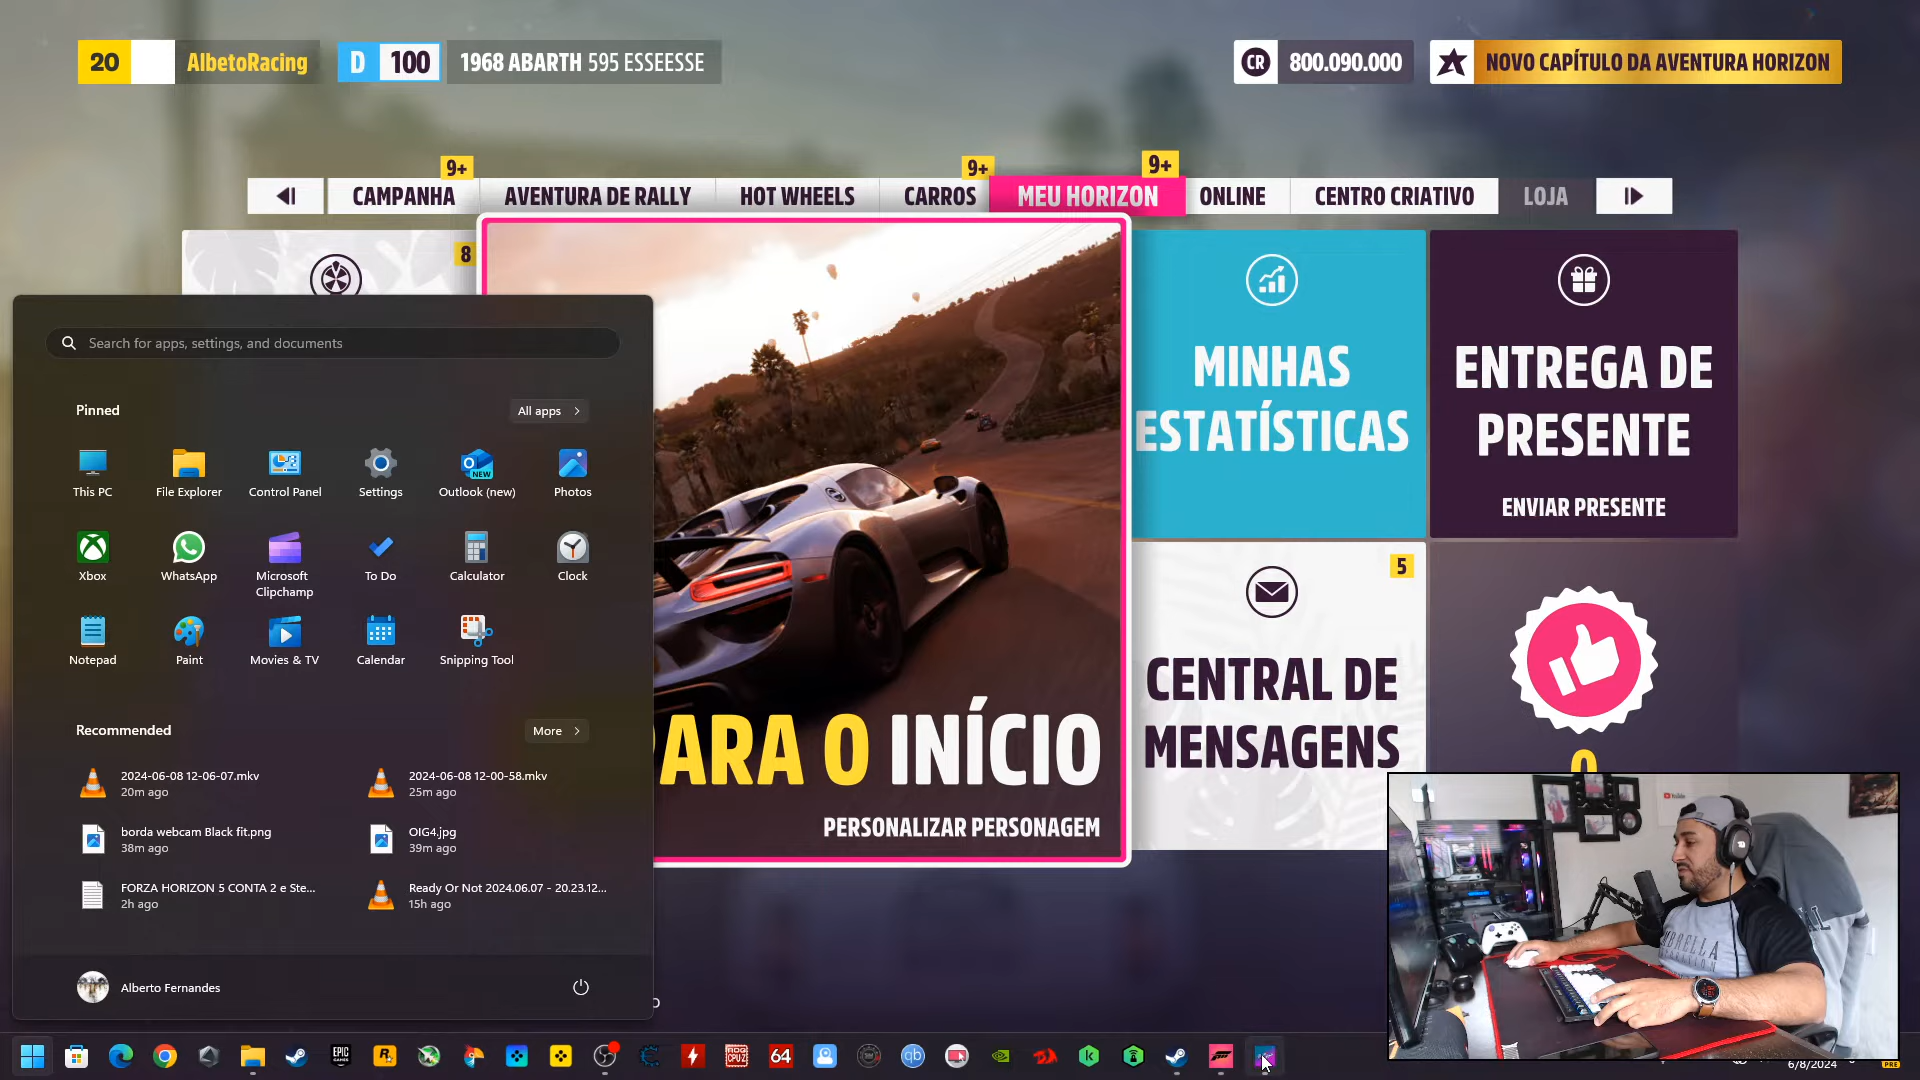 20
AlbetoRacing
D 100
1968 ABARTH 595 ESSEESSE
CR 800.090.000
NOVO CAPÍTULO DA AVENTURA HORIZON
9+
9+
9+
CAMPANHA
AVENTURA DE RALLY
HOT WHEELS
CARROS
MEU HORIZON
ONLINE
CENTRO CRIATIVO
LOJA
8
MINHAS
ESTATÍSTICAS
ENTREGA DE
PRESENTE
ENVIAR PRESENTE
PARA O INÍCIO
PERSONALIZAR PERSONAGEM
5
CENTRAL DE
MENSAGENS
Search for apps, settings, and documents
Pinned
All apps
This PC
File Explorer
Control Panel
Settings
Outlook (new)
Photos
Xbox
WhatsApp
Microsoft
Clipchamp
To Do
Calculator
Clock
Notepad
Paint
Movies & TV
Calendar
Snipping Tool
Recommended
More
2024-06-08 12-06-07.mkv
20m ago
2024-06-08 12-00-58.mkv
25m ago
borda webcam Black fit.png
38m ago
OIG4.jpg
39m ago
FORZA HORIZON 5 CONTA 2 e Ste...
2h ago
Ready Or Not 2024.06.07 - 20.23.12...
15h ago
Alberto Fernandes
EPIC
GAMES
CPU-Z
64
qb
6/8/2024
PRE